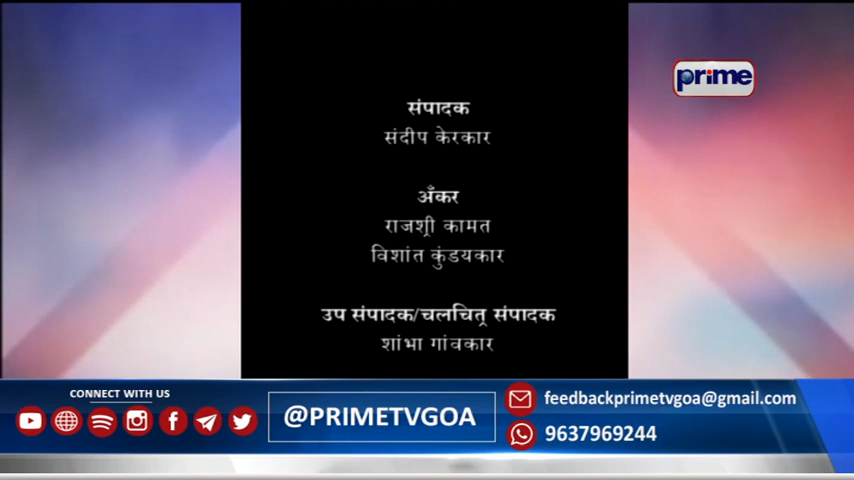 prime
संपादक
संदीप केरकार
अँकर
राजश्री कामत
विशांत कुंडयकार
उप संपादक/चलचित्र संपादक
शांभा गांवकार
CONNECT WITH US
@PRIMETVGOA
feedbackprimetvgoa@gmail.com
9637969244